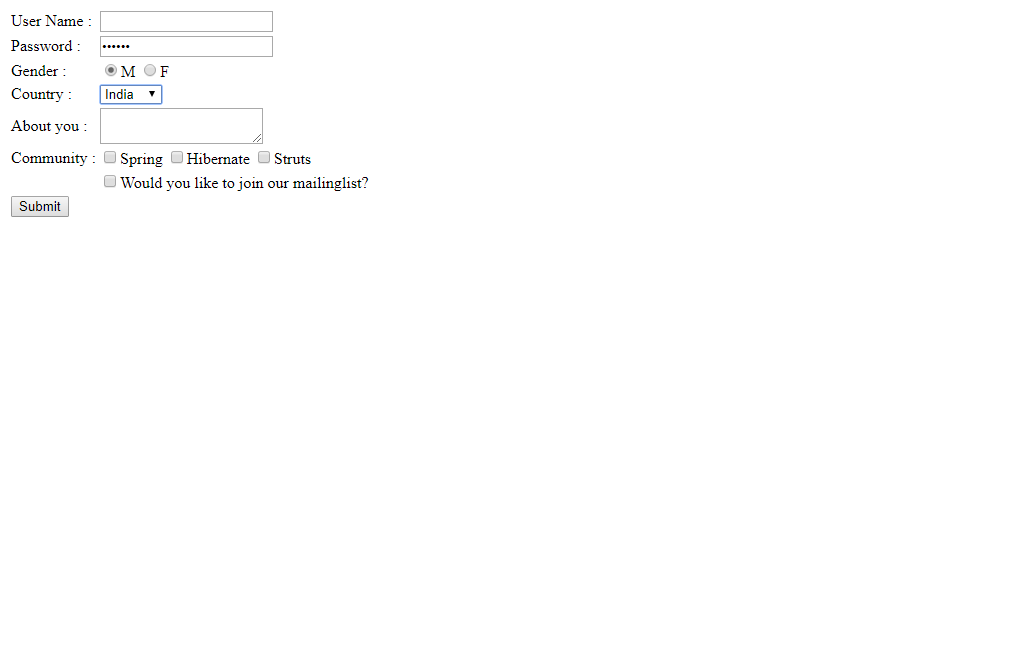 User Name :
Password : ••••••
Gender : M F
Country : India
About you :
Community : Spring Hibernate Struts
Would you like to join our mailinglist?
Submit